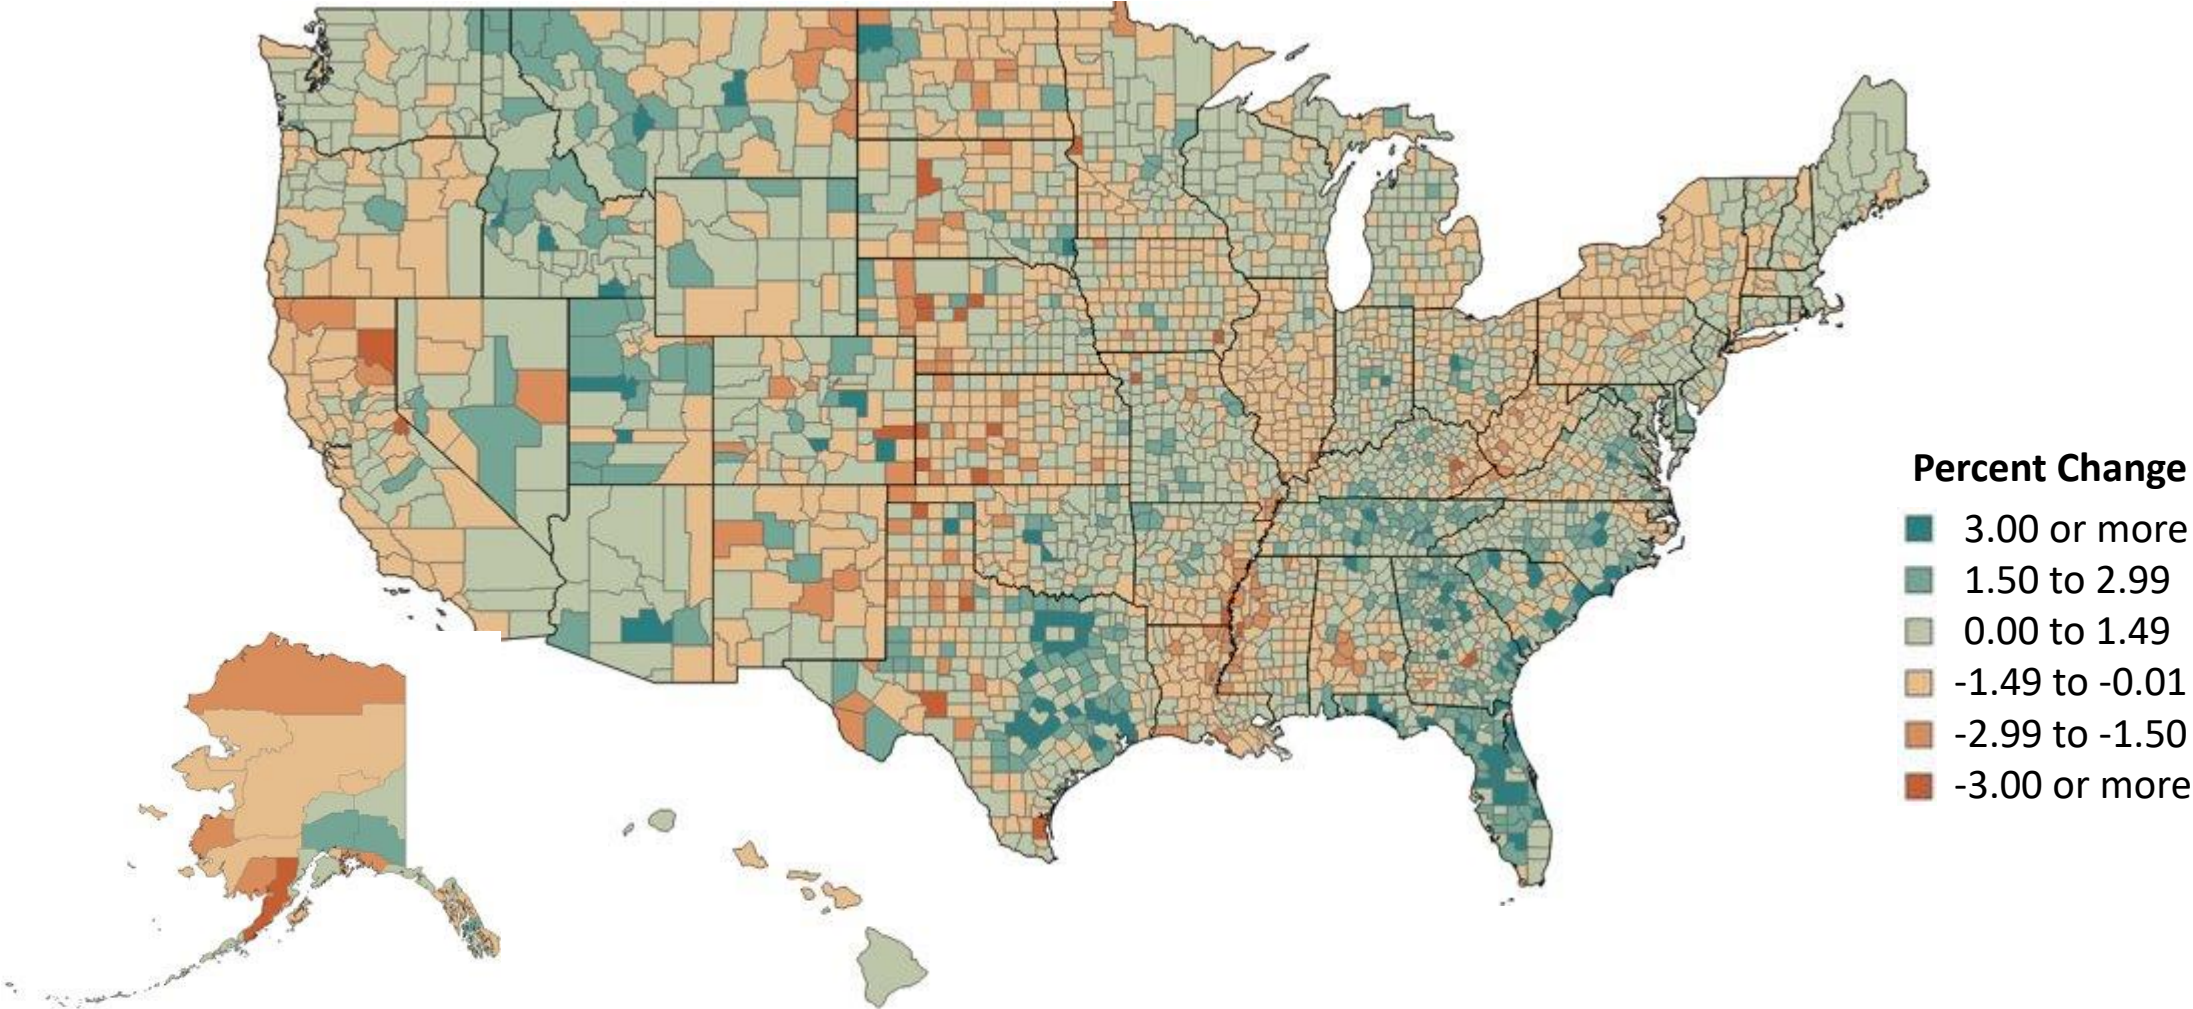 Percent Change
3.00 or more
1.50 to 2.99
0.00 to 1.49
-1.49 to -0.01
-2.99 to -1.50
-3.00 or more